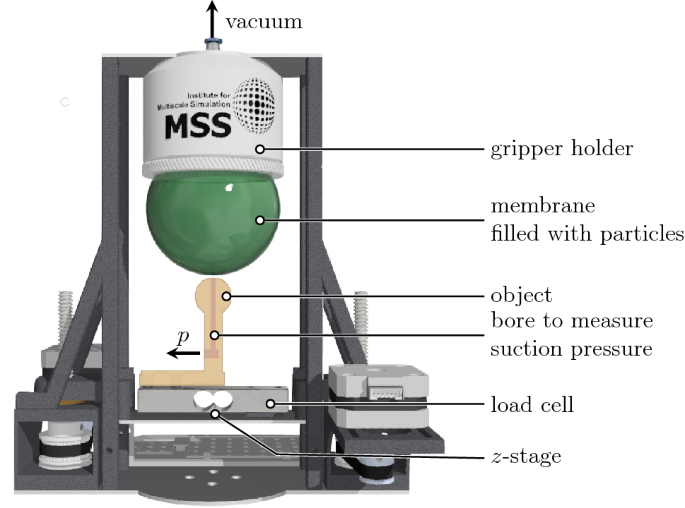 vacuum
Institute for
Multiscale Simulation
MSS
gripper holder
membrane
filled with particles
object
bore to measure
suction pressure
p
load cell
z-stage